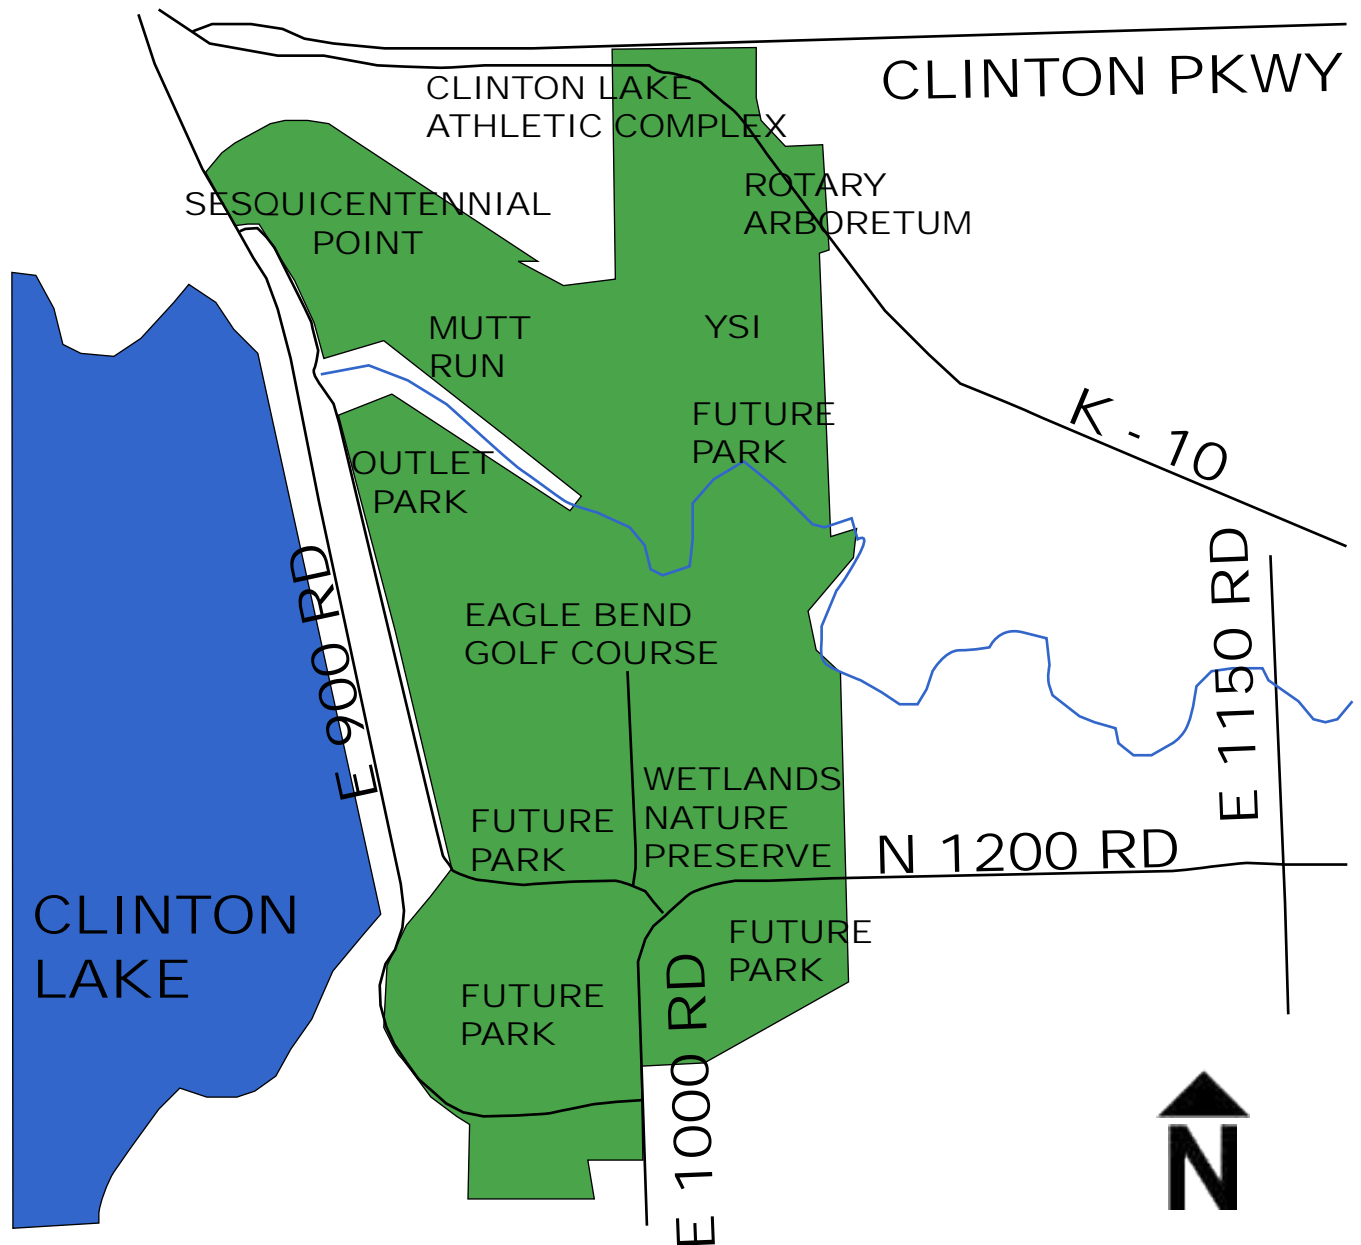 CLINTON PKWY
CLINTON LAKE
ATHLETIC COMPLEX
ROTARY
ARBORETUM
SESQUICENTENNIAL
POINT
MUTT
RUN
YSI
FUTURE
PARK
K - 10
OUTLET
PARK
E 900 RD
E 1150 RD
EAGLE BEND
GOLF COURSE
WETLANDS
NATURE
PRESERVE
FUTURE
PARK
N 1200 RD
CLINTON
LAKE
FUTURE
PARK
FUTURE
PARK
E 1000 RD
N